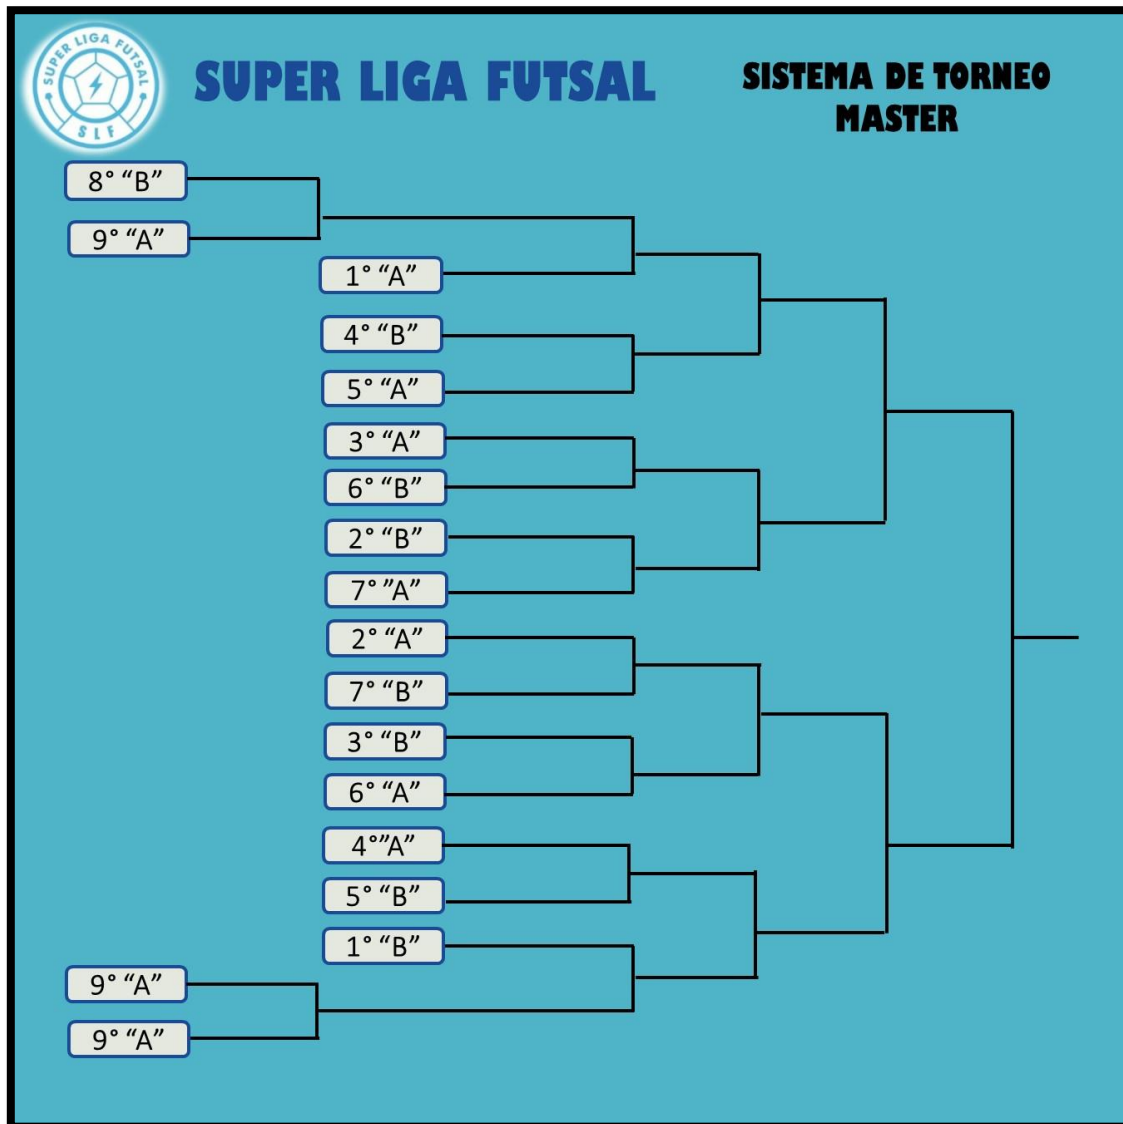 SUPER LIGA FUTSAL
SLF
SUPER LIGA FUTSAL
SISTEMA DE TORNEO
MASTER
8° “B”
9° “A”
1° “A”
4° “B”
5° “A”
3° “A”
6° “B”
2° “B”
7° ”A”
2° “A”
7° “B”
3° “B”
6° “A”
4°”A”
5° “B”
1° “B”
9° “A”
9° “A”